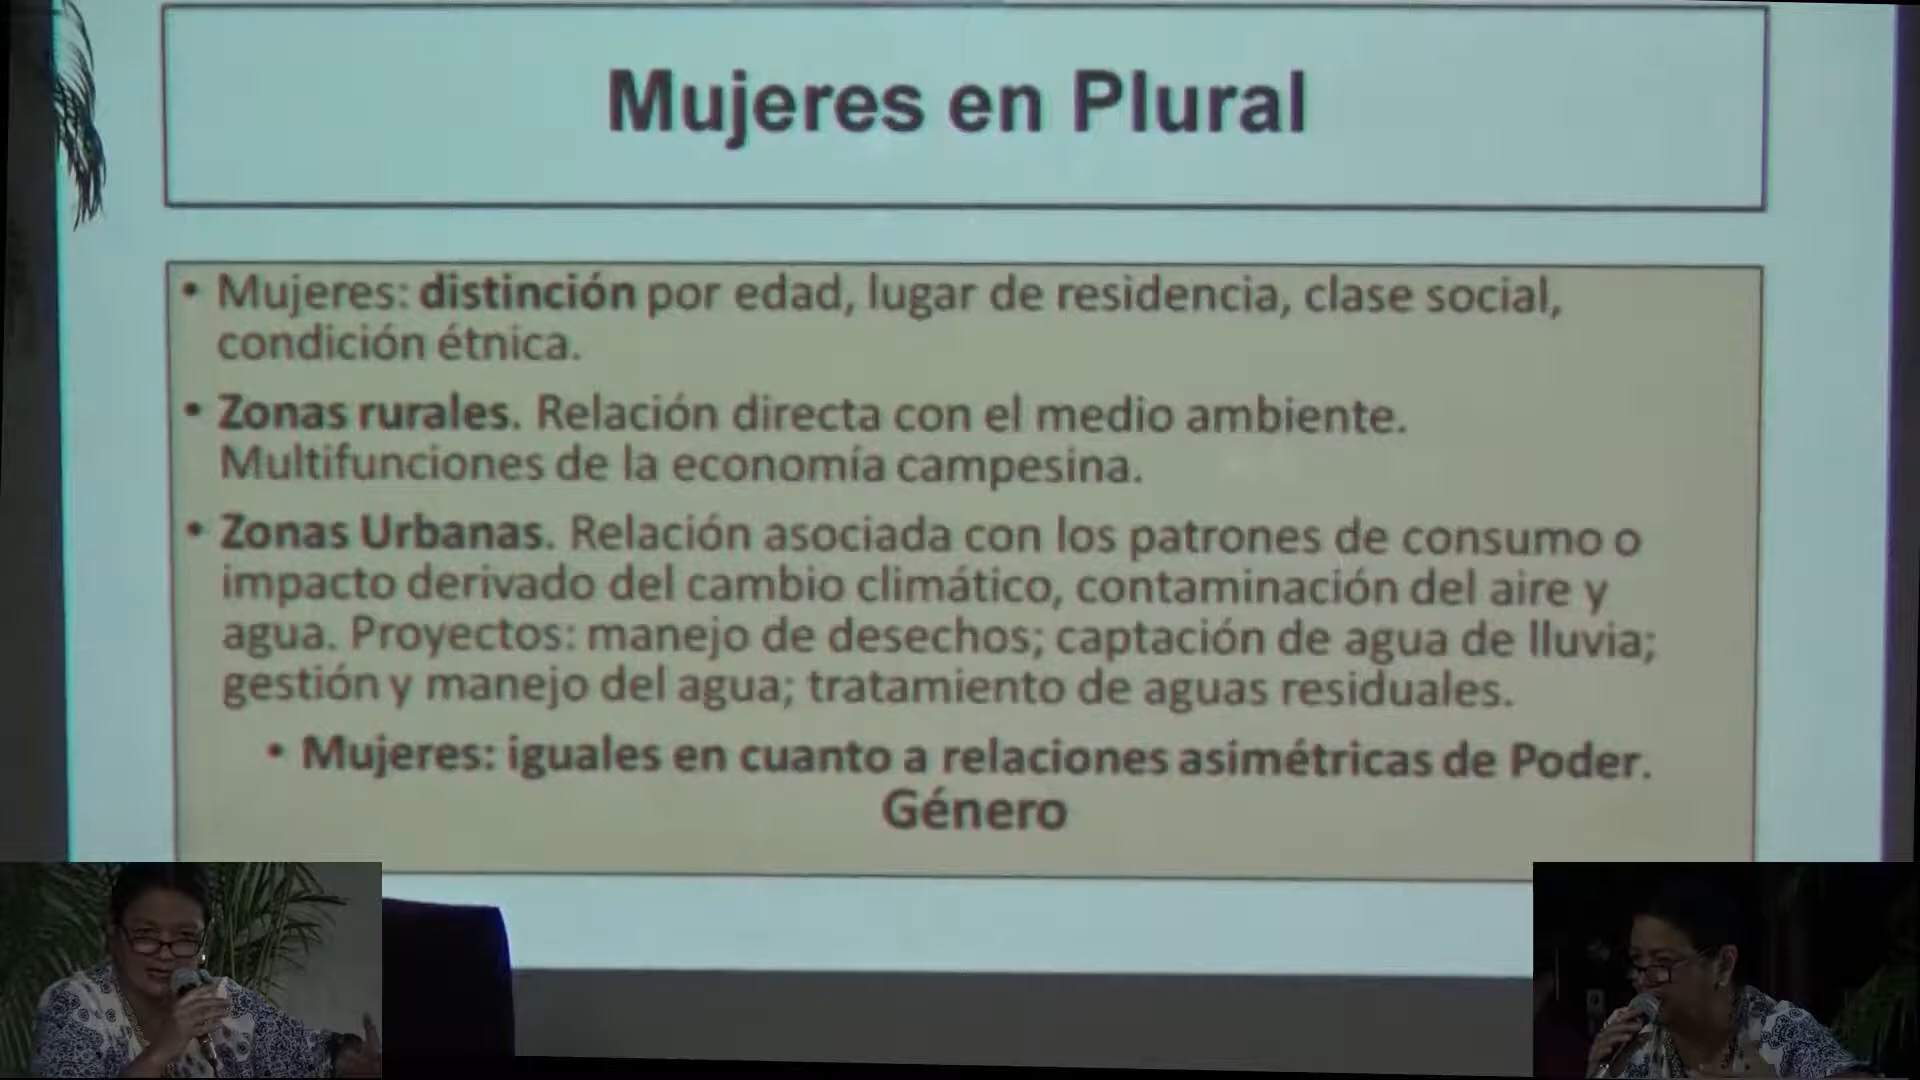 Mujeres en Plural
• Mujeres: distinción por edad, lugar de residencia, clase social,
condición étnica.
• Zonas rurales. Relación directa con el medio ambiente.
Multifunciones de la economía campesina.
• Zonas Urbanas. Relación asociada con los patrones de consumo o
impacto derivado del cambio climático, contaminación del aire y
agua. Proyectos: manejo de desechos; captación de agua de lluvia;
gestión y manejo del agua; tratamiento de aguas residuales.
• Mujeres: iguales en cuanto a relaciones asimétricas de Poder.
Género